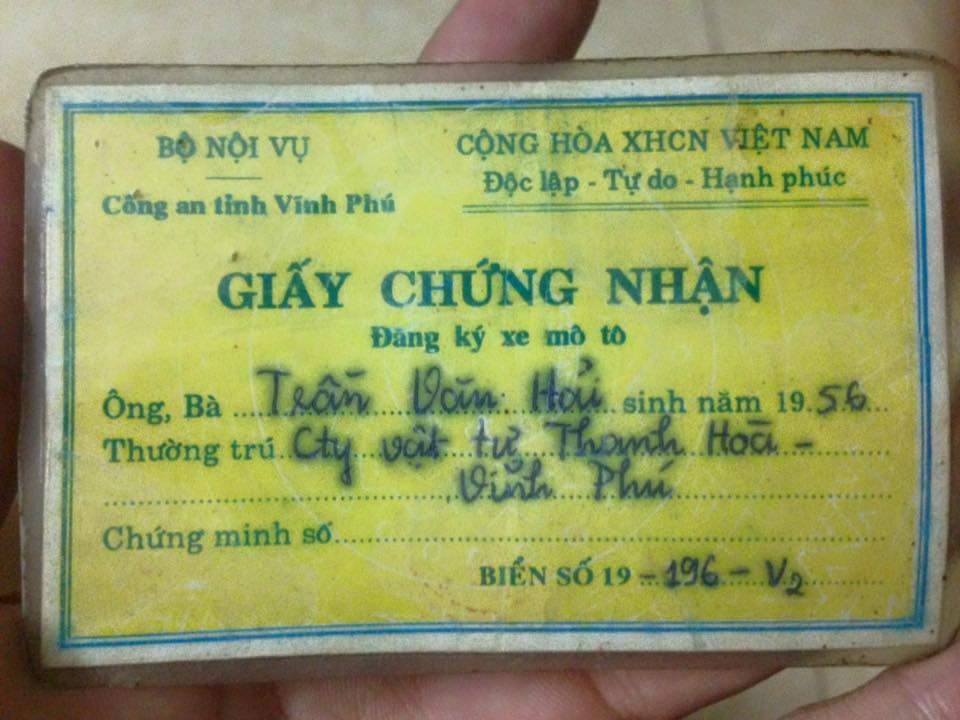 BỘ NỘI VỤ
Công an tỉnh Vĩnh Phú
CỘNG HÒA XHCN VIỆT NAM
Độc lập - Tự do - Hạnh phúc
GIẤY CHỨNG NHẬN
Đăng ký xe mô tô
Ông, Bà Trần Văn Hải sinh năm 1956
Thường trú Cty vật tư Thanh Hoà -
Vĩnh Phú
Chứng minh số
BIỂN SỐ 19 - 196 - V2